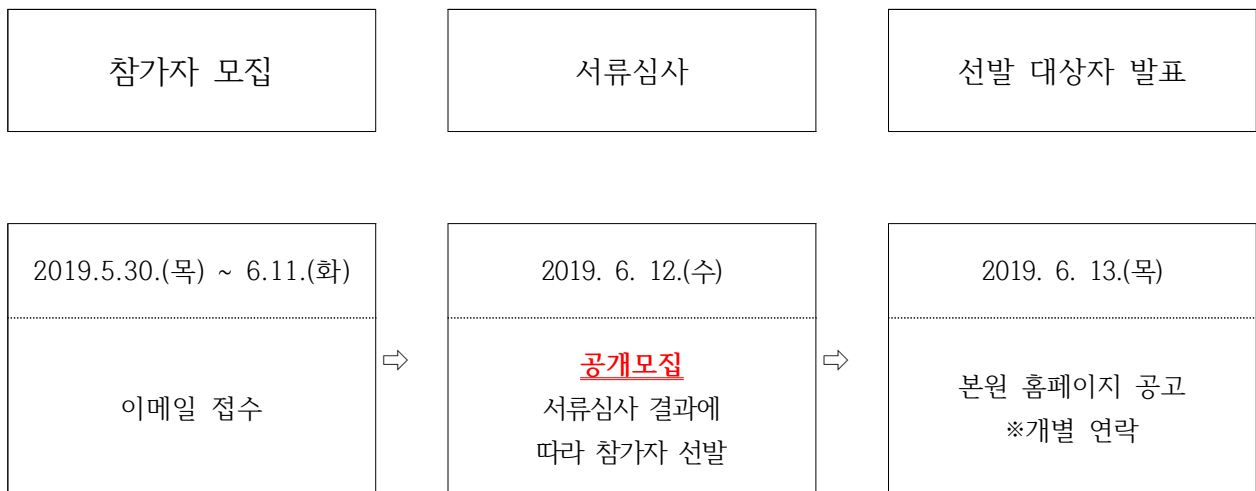 참가자 모집
서류심사
선발 대상자 발표
2019.5.30.(목) ~ 6.11.(화)
2019. 6. 12.(수)
2019. 6. 13.(목)
이메일 접수
⇨
공개모집
서류심사 결과에
따라 참가자 선발
⇨
본원 홈페이지 공고
※개별 연락